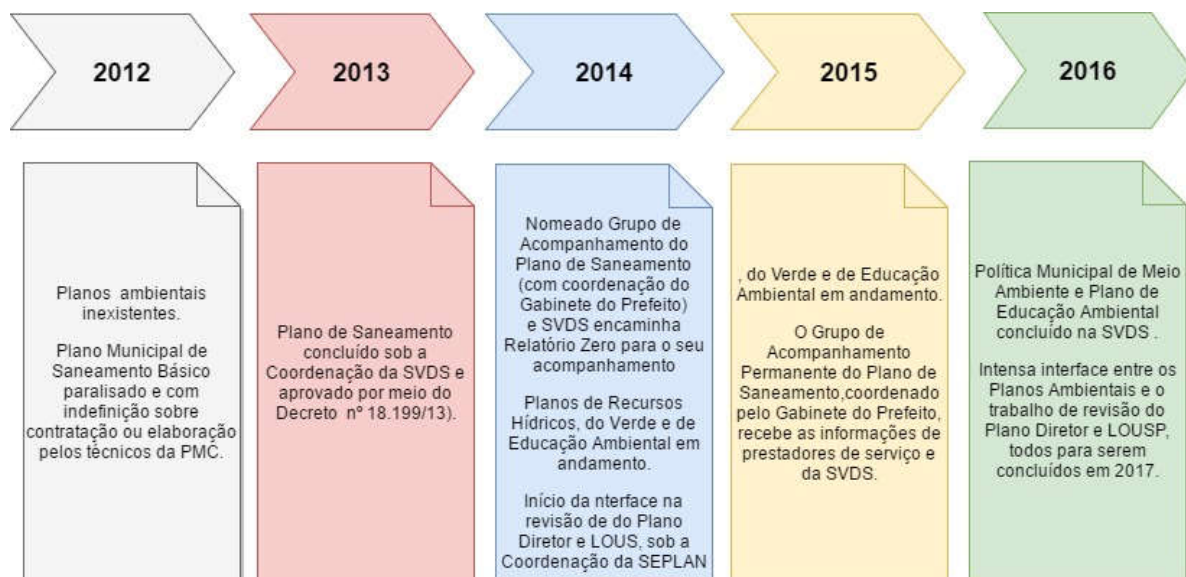 2012
2013
2014
2015
2016
Planos ambientais
inexistentes.
Plano Municipal de
Saneamento Básico
paralisado e com
indefinição sobre
contratação ou elaboração
pelos técnicos da PMC.
Plano de Saneamento
concluído sob a
Coordenação da SVDS e
aprovado por meio do
Decreto nº 18.199/13).
Nomeado Grupo de
Acompanhamento do
Plano de Saneamento
(com coordenação do
Gabinete do Prefeito)
e SVDS encaminha
Relatório Zero para o seu
acompanhamento
Planos de Recursos
Hídricos, do Verde e de
Educação Ambiental em
andamento.
Início da nterface na
revisão de do Plano
Diretor e LOUS, sob a
Coordenação da SEPLAN
, do Verde e de Educação
Ambiental em andamento.
O Grupo de
Acompanhamento
Permanente do Plano de
Saneamento,coordenado
pelo Gabinete do Prefeito,
recebe as informações de
prestadores de serviço e
da SVDS.
Política Municipal de Meio
Ambiente e Plano de
Educação Ambiental
concluído na SVDS .
Intensa interface entre os
Planos Ambientais e o
trabalho de revisão do
Plano Diretor e LOUSP,
todos para serem
concluídos em 2017.